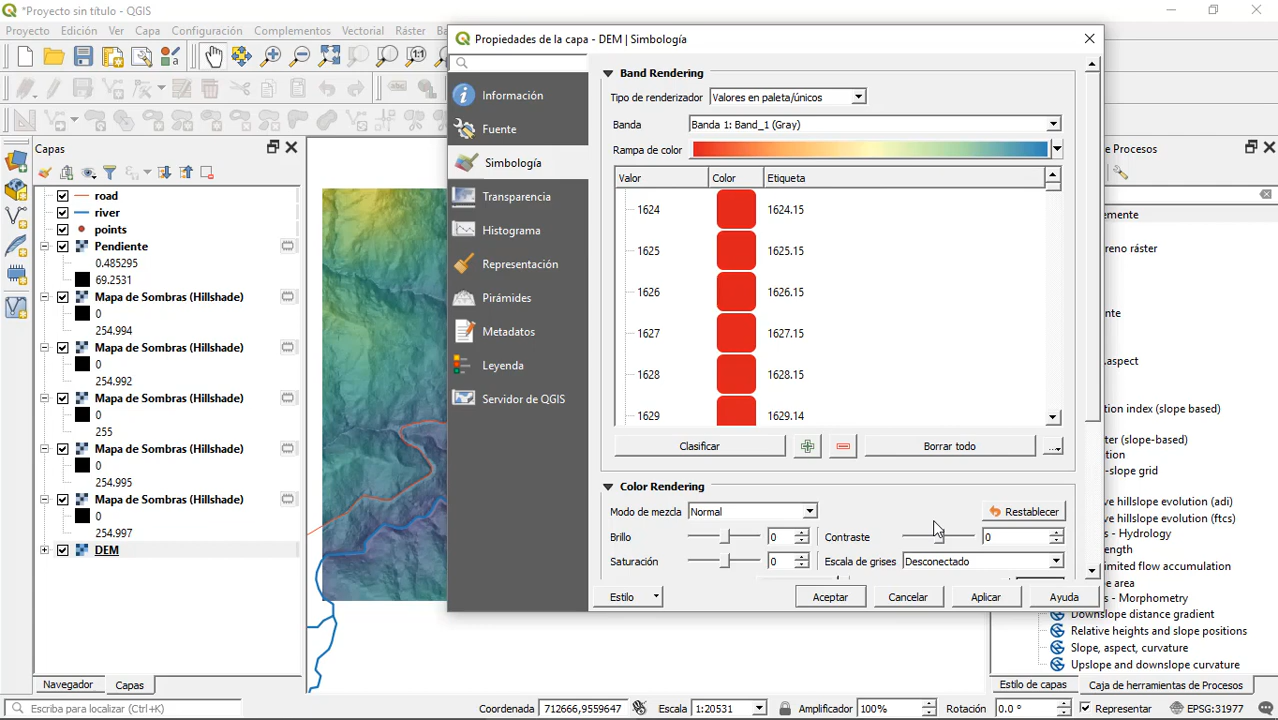 *Proyecto sin título - QGIS
Proyecto Edición Ver Capa Configuración Complementos Vectorial Ráster
Propiedades de la capa - DEM | Simbología
Información
Fuente
Simbología
Transparencia
Histograma
Representación
Pirámides
Metadatos
Leyenda
Servidor de QGIS
Band Rendering
Tipo de renderizador Valores en paleta/únicos
Banda Banda 1: Band_1 (Gray)
Rampa de color
Valor Color Etiqueta
1624 1624.15
1625 1625.15
1626 1626.15
1627 1627.15
1628 1628.15
1629 1629.14
Clasificar Borrar todo ...
Color Rendering
Modo de mezcla Normal Restablecer
Brillo 0 Contraste 0
Saturación 0 Escala de grises Desconectado
Estilo Aceptar Cancelar Aplicar Ayuda
Capas
road
river
points
Pendiente
0.485295
69.2531
Mapa de Sombras (Hillshade)
0
254.994
Mapa de Sombras (Hillshade)
0
254.992
Mapa de Sombras (Hillshade)
0
255
Mapa de Sombras (Hillshade)
0
254.995
Mapa de Sombras (Hillshade)
0
254.997
DEM
Navegador Capas
de Procesos
emente
reno ráster
nte
.aspect
tion index (slope based)
ter (slope-based)
tion
-slope grid
e hillslope evolution (adi)
e hillslope evolution (ftcs)
s - Hydrology
ength
imited flow accumulation
e area
s - Morphometry
Downslope distance gradient
Relative heights and slope positions
Slope, aspect, curvature
Upslope and downslope curvature
Estilo de capas Caja de herramientas de Procesos
Escribe para localizar (Ctrl+K) Coordenada 712666,9559647 Escala 1:20531 Amplificador 100% Rotación 0.0 ° Representar EPSG:31977